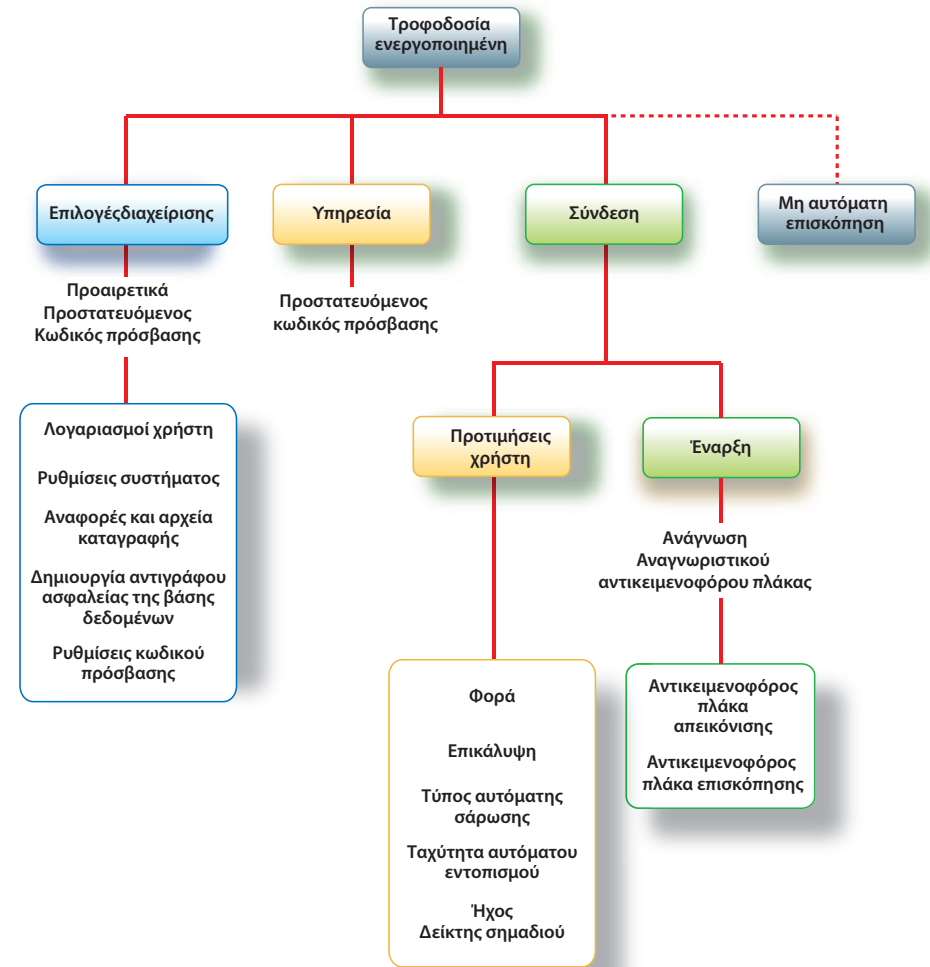 Τροφοδοσία
ενεργοποιημένη
Επιλογέςδιαχείρισης
Υπηρεσία
Σύνδεση
Μη αυτόματη
επισκόπηση
Προαιρετικά
Προστατευόμενος
Κωδικός πρόσβασης
Προστατευόμενος
κωδικός πρόσβασης
Λογαριασμοί χρήστη
Ρυθμίσεις συστήματος
Αναφορές και αρχεία
καταγραφής
Δημιουργία αντιγράφου
ασφαλείας της βάσης
δεδομένων
Ρυθμίσεις κωδικού
πρόσβασης
Προτιμήσεις
χρήστη
Έναρξη
Ανάγνωση
Αναγνωριστικού
αντικειμενοφόρου πλάκας
Φορά
Επικάλυψη
Τύπος αυτόματης
σάρωσης
Ταχύτητα αυτόματου
εντοπισμού
Ήχος
Δείκτης σημαδιού
Αντικειμενοφόρος
πλάκα
απεικόνισης
Αντικειμενοφόρος
πλάκα επισκόπησης